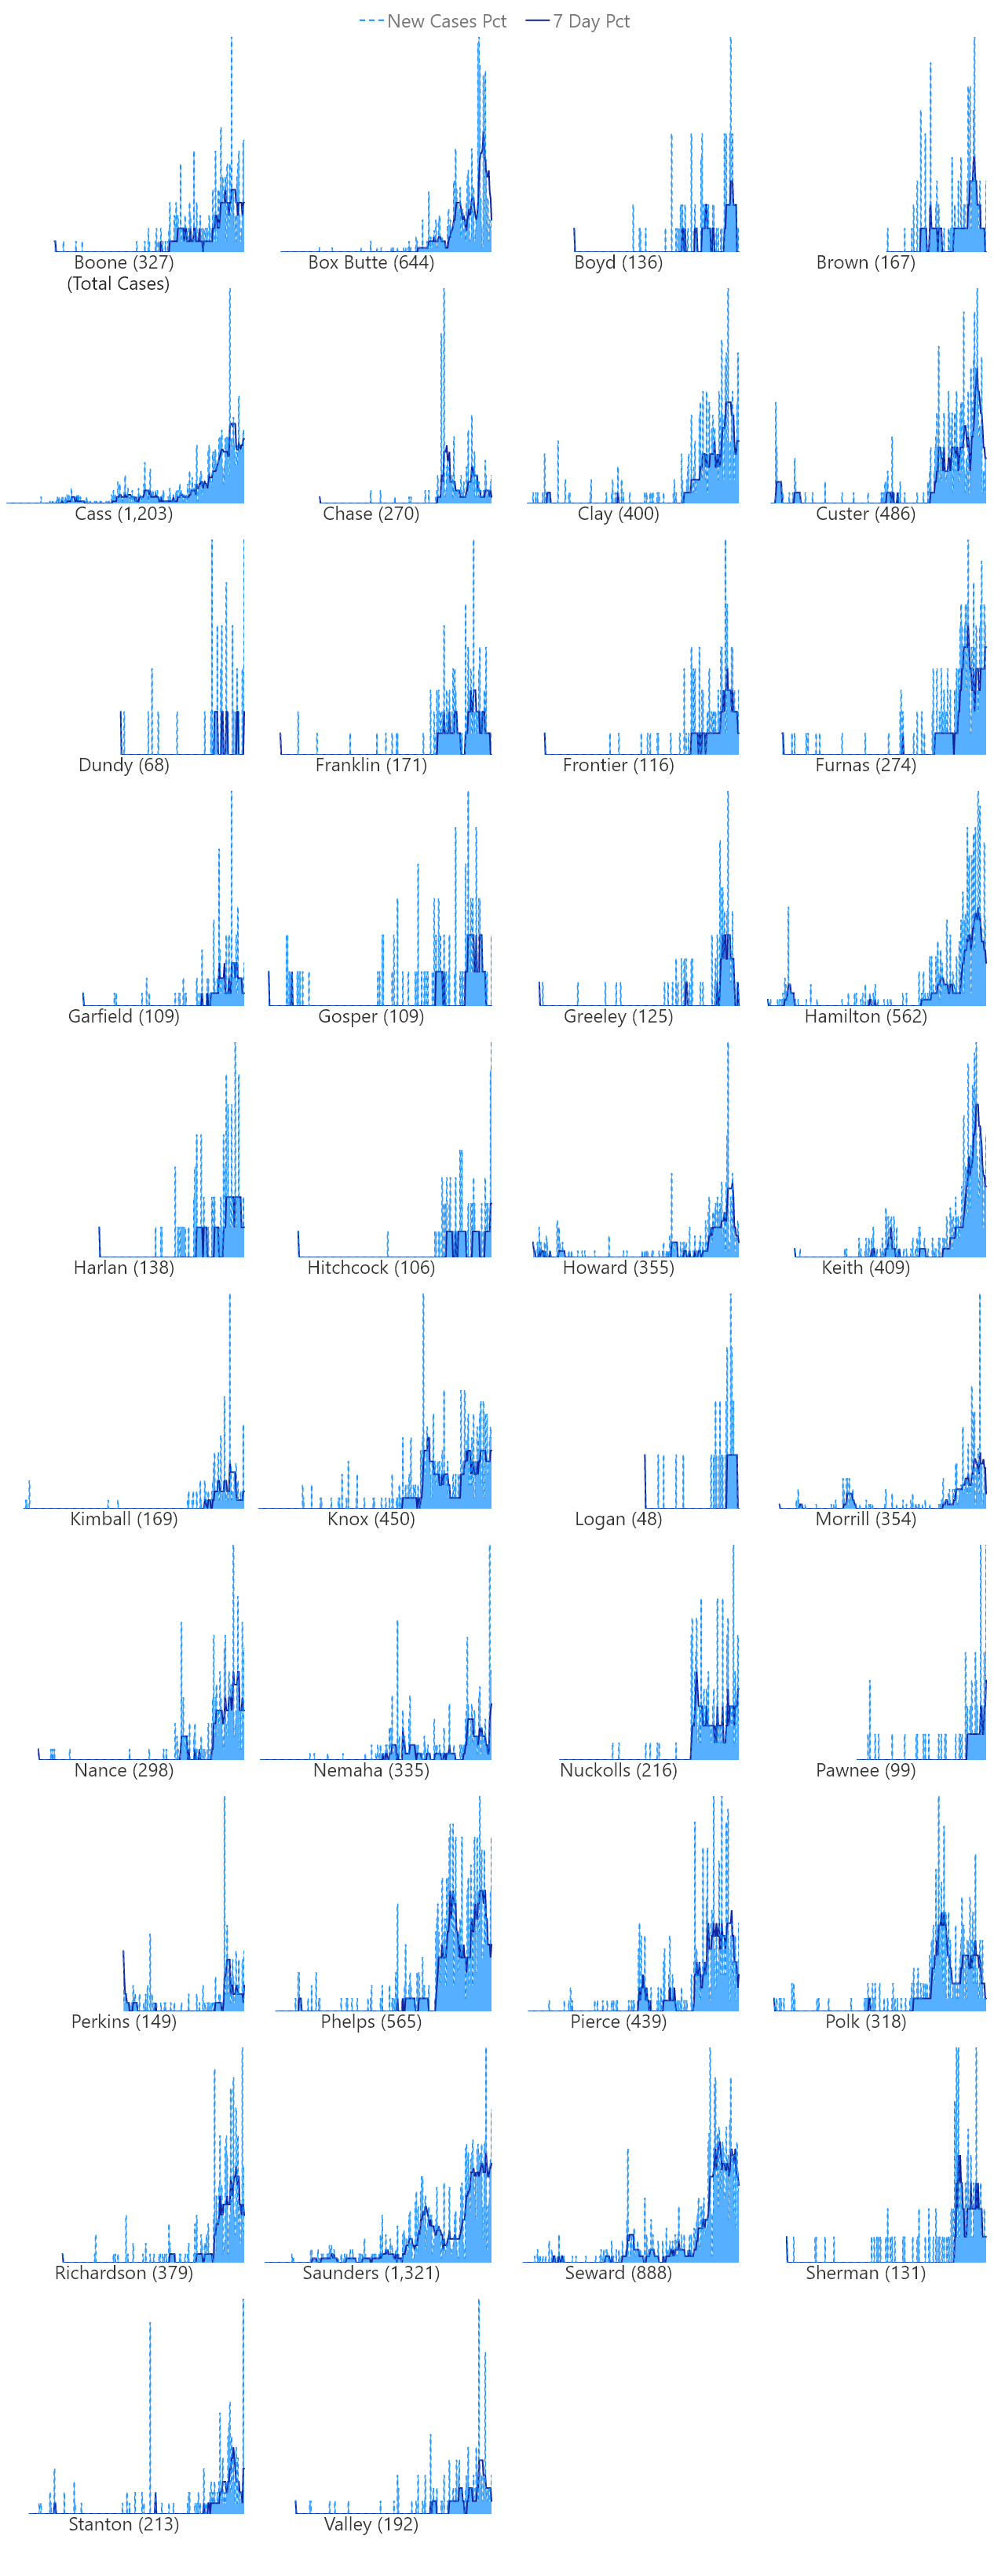 New Cases Pct 7 Day Pct
Boone (327) Box Butte (644) Boyd (136) Brown (167)
(Total Cases)
Cass (1,203) Chase (270) Clay (400) Custer (486)
Dundy (68) Franklin (171) Frontier (116) Furnas (274)
Garfield (109) Gosper (109) Greeley (125) Hamilton (562)
Harlan (138) Hitchcock (106) Howard (355) Keith (409)
Kimball (169) Knox (450) Logan (48) Morrill (354)
Nance (298) Nemaha (335) Nuckolls (216) Pawnee (99)
Perkins (149) Phelps (565) Pierce (439) Polk (318)
Richardson (379) Saunders (1,321) Seward (888) Sherman (131)
Stanton (213) Valley (192)